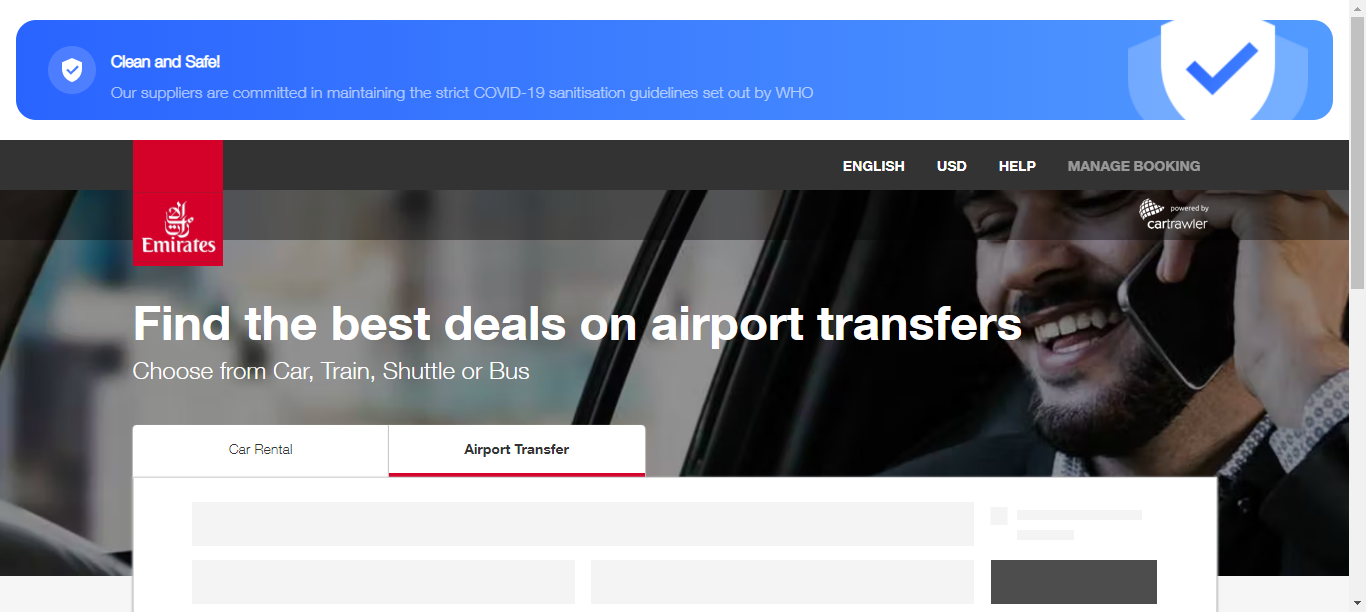 Clean and Safe!
Our suppliers are committed in maintaining the strict COVID-19 sanitisation guidelines set out by WHO
ENGLISH USD HELP MANAGE BOOKING
Emirates
powered by
cartrawler
Find the best deals on airport transfers
Choose from Car, Train, Shuttle or Bus
Car Rental Airport Transfer